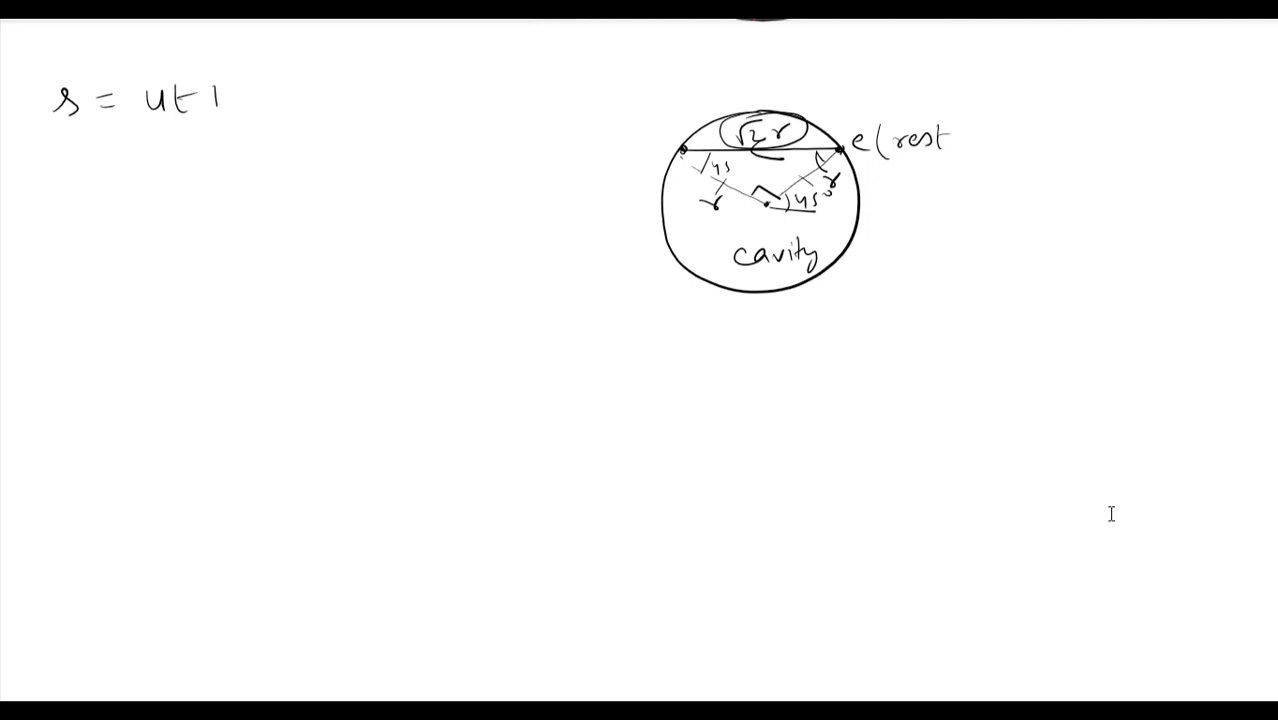 s = ut +
√2 r
e (rest
45
45°
r
r
cavity